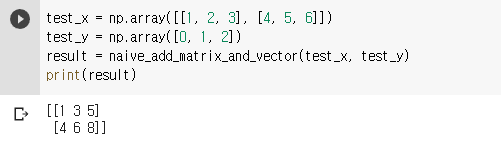 test_x = np.array([[1, 2, 3], [4, 5, 6]])
test_y = np.array([0, 1, 2])
result = naive_add_matrix_and_vector(test_x, test_y)
print(result)
[[1 3 5]
 [4 6 8]]